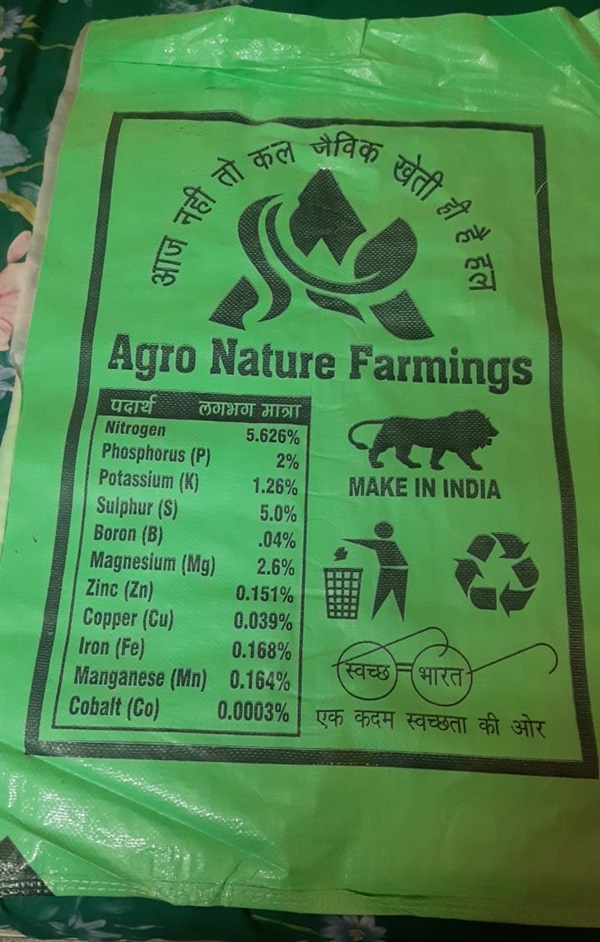 आज नही तो कल जैविक खेती ही है हल
Agro Nature Farmings
पदार्थ लगभग मात्रा
Nitrogen 5.626%
Phosphorus (P) 2%
Potassium (K) 1.26%
Sulphur (S) 5.0%
Boron (B) .04%
Magnesium (Mg) 2.6%
Zinc (Zn) 0.151%
Copper (Cu) 0.039%
Iron (Fe) 0.168%
Manganese (Mn) 0.164%
Cobalt (Co) 0.0003%
MAKE IN INDIA
स्वच्छ भारत
एक कदम स्वच्छता की ओर